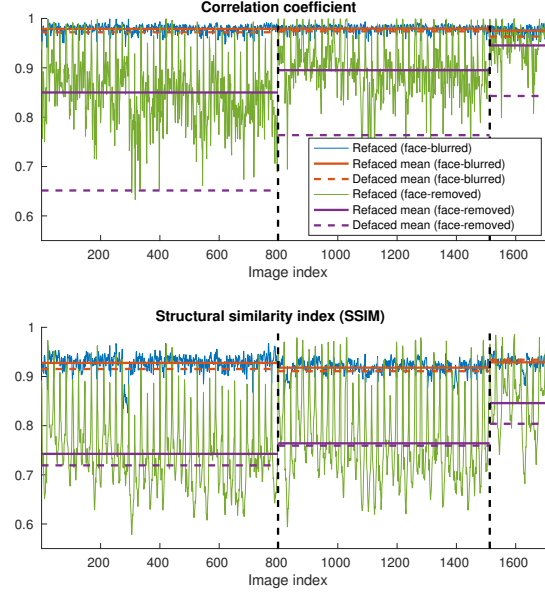 Correlation coefficient
1
0.9
0.8
0.7
0.6
Refaced (face-blurred)
Refaced mean (face-blurred)
Defaced mean (face-blurred)
Refaced (face-removed)
Refaced mean (face-removed)
Defaced mean (face-removed)
200 400 600 800 1000 1200 1400 1600
Image index
Structural similarity index (SSIM)
1
0.9
0.8
0.7
0.6
200 400 600 800 1000 1200 1400 1600
Image index